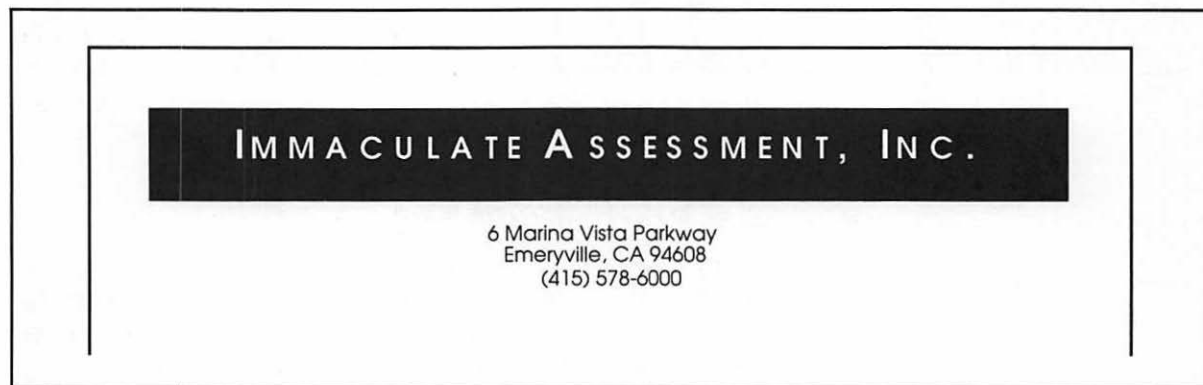 IMMACULATE ASSESSMENT, INC.
6 Marina Vista Parkway
Emeryville, CA 94608
(415) 578-6000